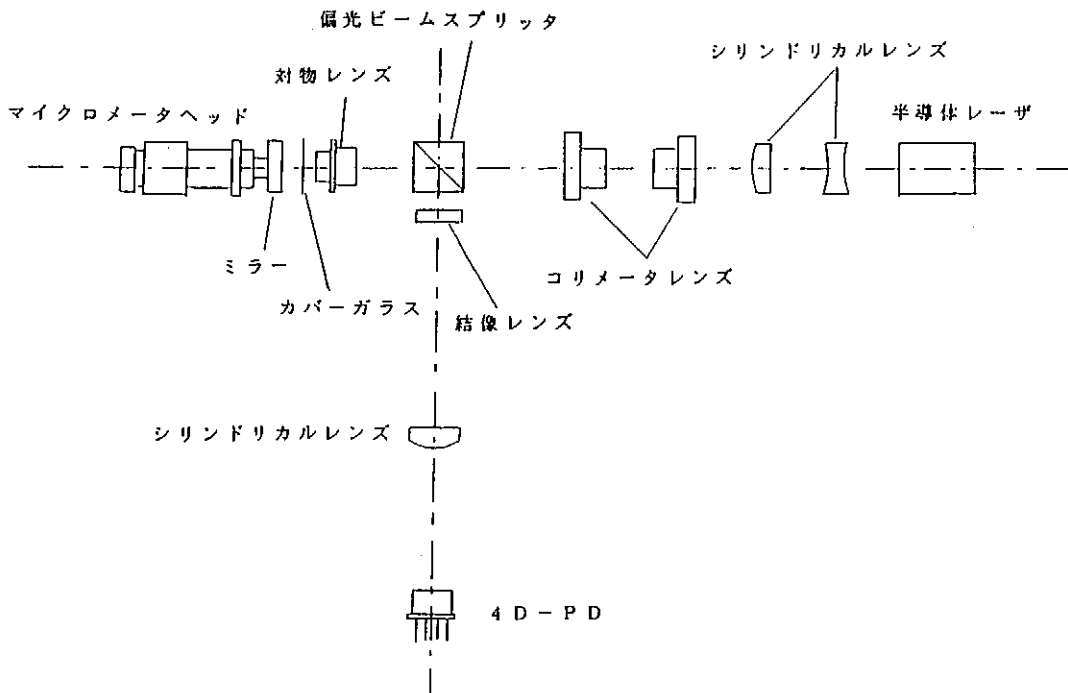 偏光ビームスプリッタ
シリンドリカルレンズ
対物レンズ
マイクロメータヘッド
半導体レーザ
ミラー
カバーガラス
結像レンズ
コリメータレンズ
シリンドリカルレンズ
4D-PD